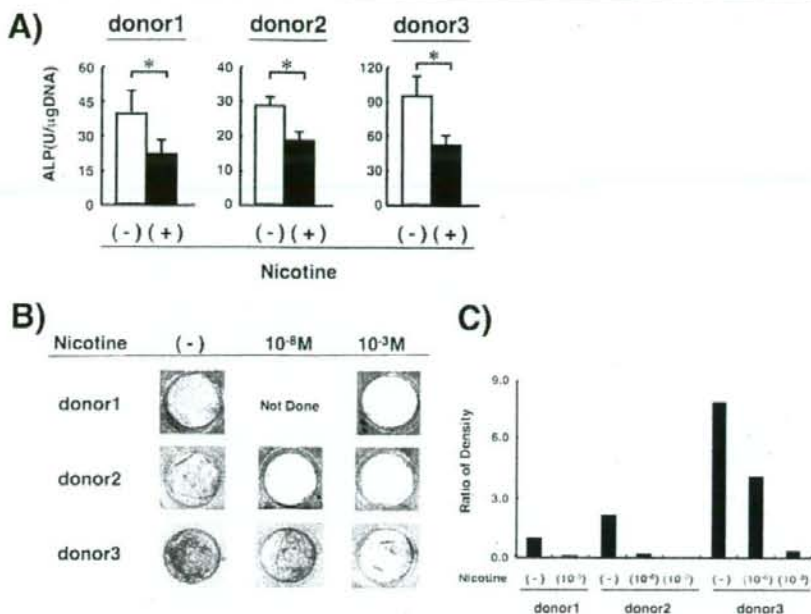 A)
donor1 donor2 donor3
ALP(U/µgDNA)
60 45 30 15 0
40 30 20 10 0
120 90 60 30 0
* * *
(-) (+) (-) (+) (-) (+)
Nicotine
B)
Nicotine (-) 10⁻⁸M 10⁻³M
donor1 Not Done
donor2
donor3
C)
Ratio of Density
9.0
6.0
3.0
0.0
Nicotine (-) (-) (-)
donor1 donor2 donor3